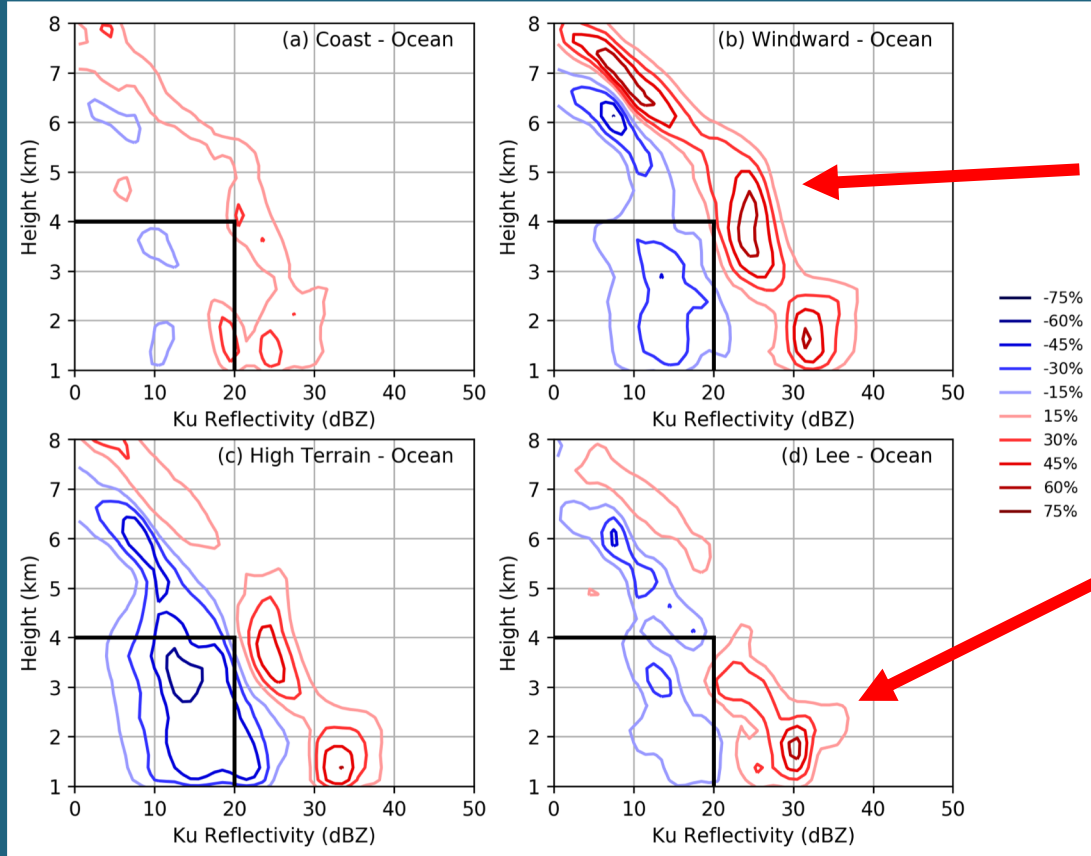 (a) Coast - Ocean
8
7
6
5
4
3
2
1
Height (km)
0 10 20 30 40 50
Ku Reflectivity (dBZ)
(b) Windward - Ocean
8
7
6
5
4
3
2
1
Height (km)
0 10 20 30 40 50
Ku Reflectivity (dBZ)
-75%
-60%
-45%
-30%
-15%
15%
30%
45%
60%
75%
(c) High Terrain - Ocean
8
7
6
5
4
3
2
1
Height (km)
0 10 20 30 40 50
Ku Reflectivity (dBZ)
(d) Lee - Ocean
8
7
6
5
4
3
2
1
Height (km)
0 10 20 30 40 50
Ku Reflectivity (dBZ)